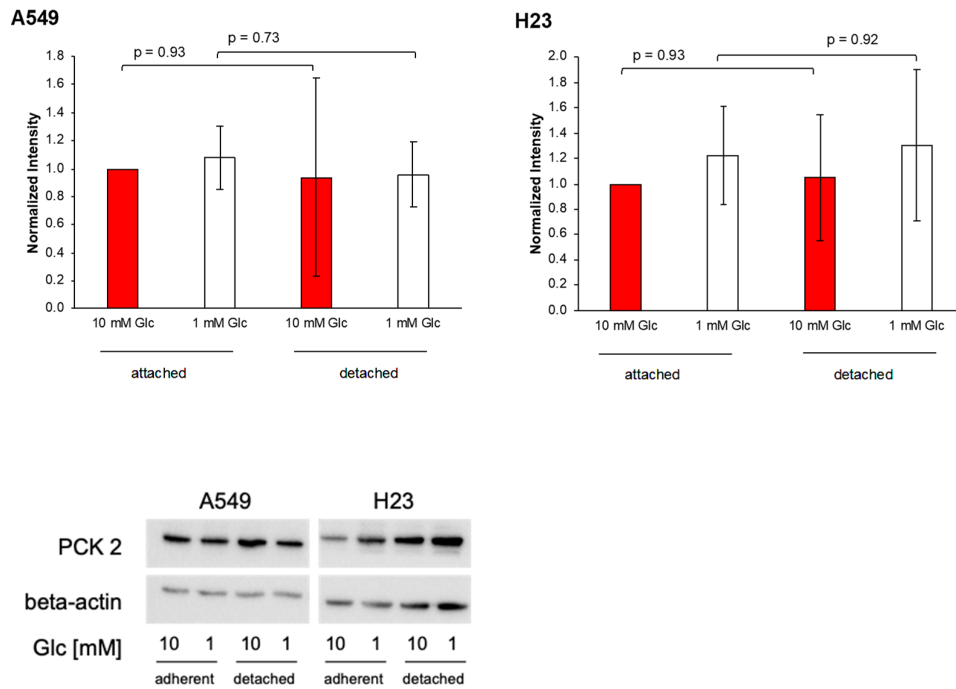 A549
p = 0.93
p = 0.73
Normalized Intensity
1.8
1.6
1.4
1.2
1.0
0.8
0.6
0.4
0.2
0.0
10 mM Glc 1 mM Glc 10 mM Glc 1 mM Glc
attached detached
H23
p = 0.93
p = 0.92
Normalized Intensity
2.0
1.8
1.6
1.4
1.2
1.0
0.8
0.6
0.4
0.2
0.0
10 mM Glc 1 mM Glc 10 mM Glc 1 mM Glc
attached detached
A549 H23
PCK 2
beta-actin
Glc [mM] 10 1 10 1 10 1 10 1
adherent detached adherent detached